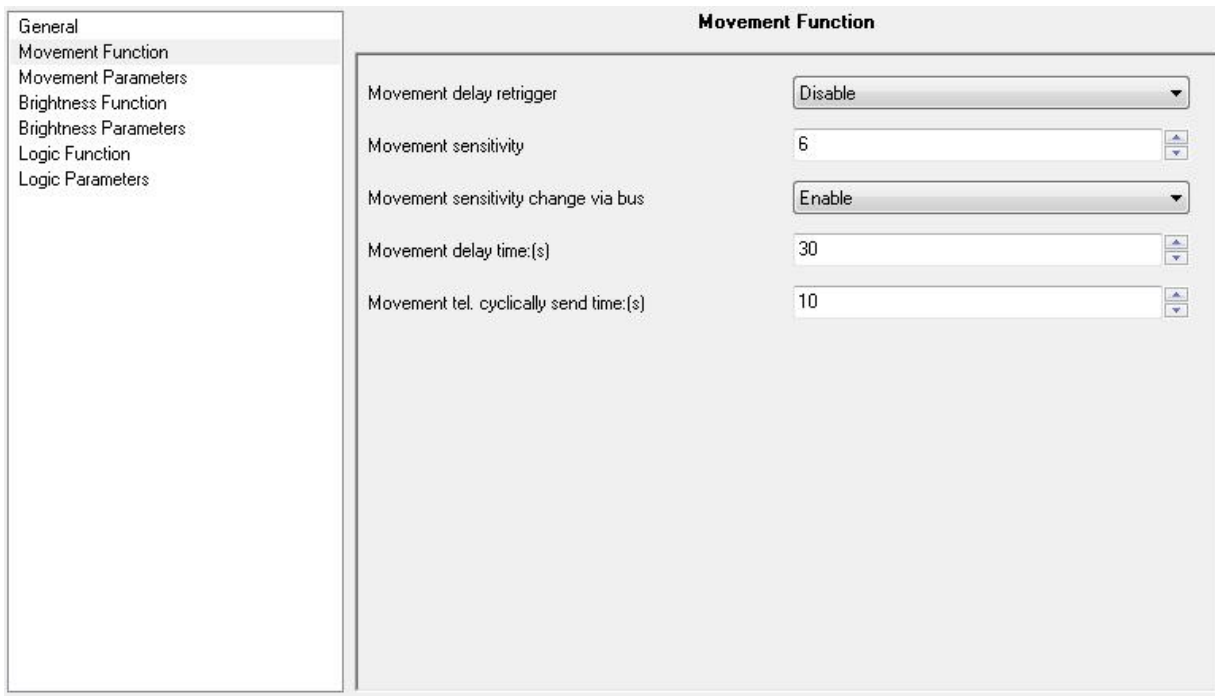 General
Movement Function
Movement Parameters
Brightness Function
Brightness Parameters
Logic Function
Logic Parameters
Movement Function
Movement delay retrigger Disable
Movement sensitivity 6
Movement sensitivity change via bus Enable
Movement delay time:(s) 30
Movement tel. cyclically send time:(s) 10